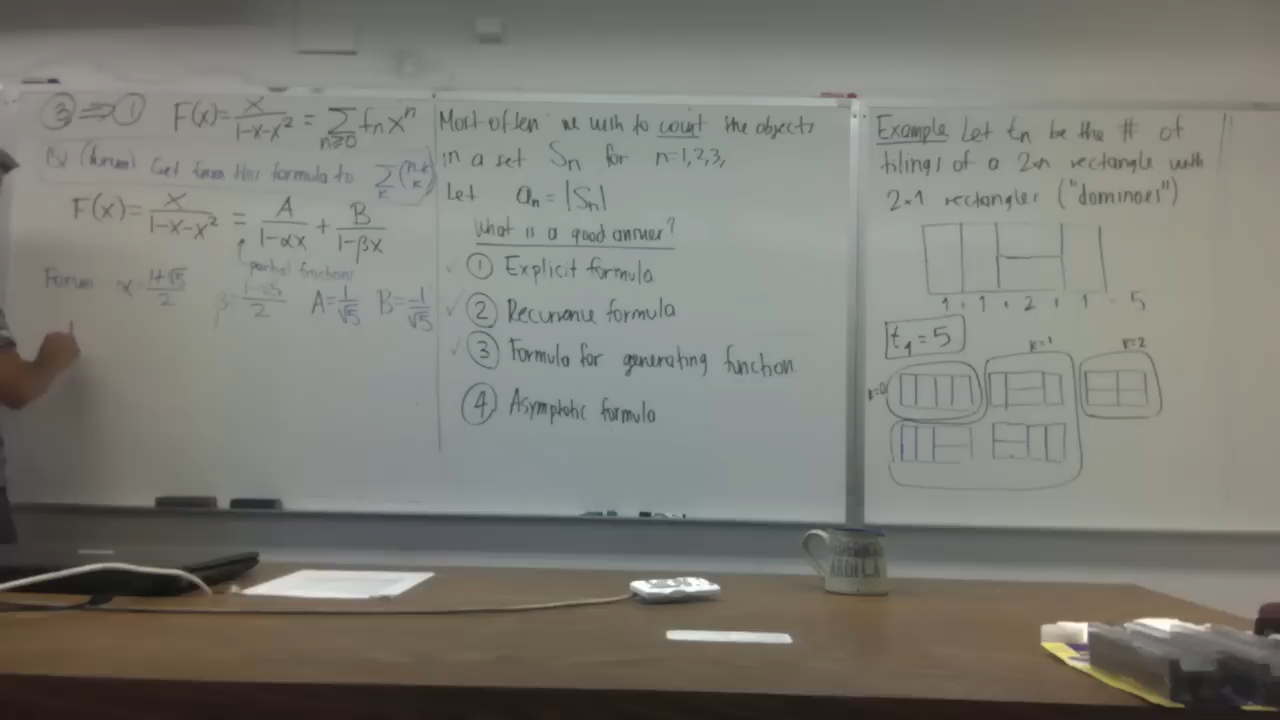 ③ ⇒ ① F(x) = x/(1-x-x²) = ∑_{n≥0} fₙxⁿ
Get from this formula to ∑_k (n-k choose k)
F(x) = x/(1-x-x²) = A/(1-αx) + B/(1-βx)
partial fractions
α = (1+√5)/2 β = (1-√5)/2 A = 1/√5 B = 1/√5
Most often we wish to count the objects
in a set Sₙ for n=1,2,3,
Let aₙ = |Sₙ|
What is a good answer?
① Explicit formula
② Recurrence formula
③ Formula for generating function
④ Asymptotic formula
Example Let tₙ be the # of
tilings of a 2×n rectangle with
2×1 rectangles ("dominoes")
1 1 2 1 5
t₄ = 5
k=0 k=1 k=2